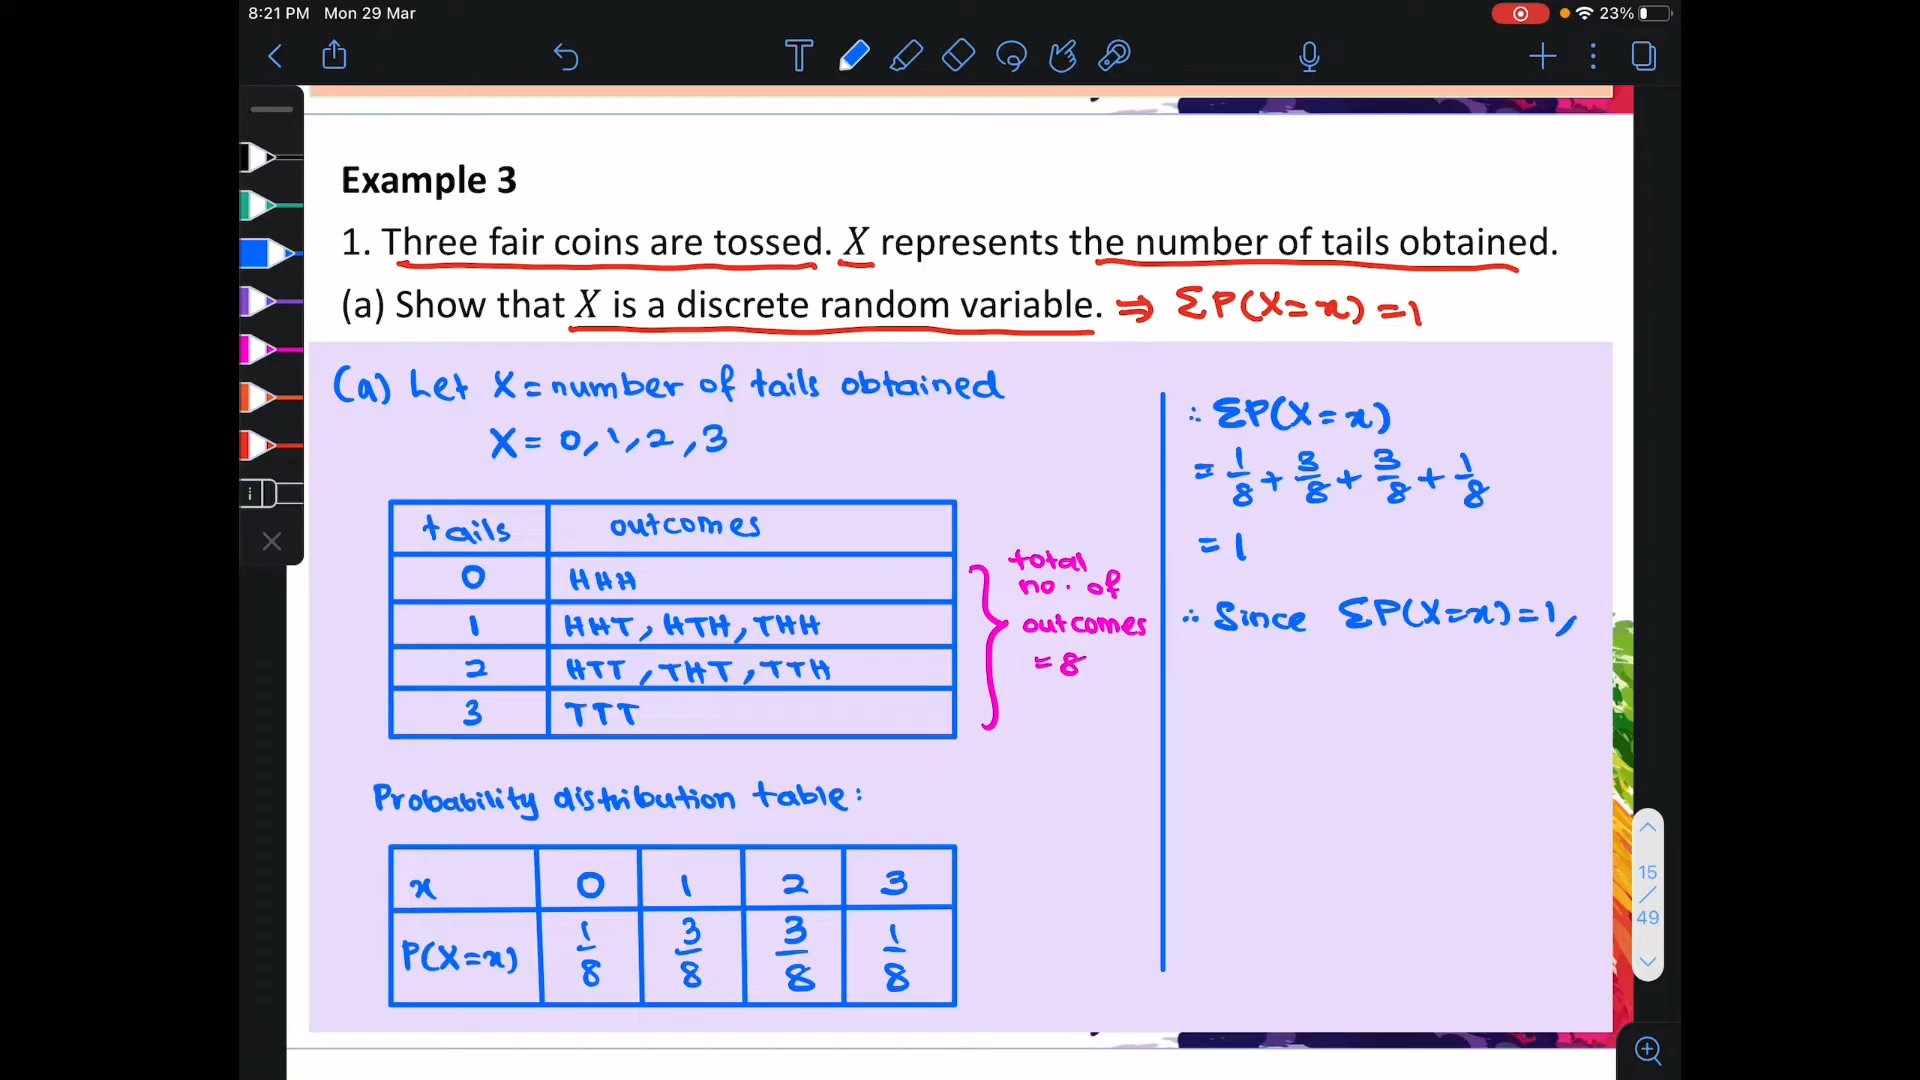 8:21 PM Mon 29 Mar 23%
Example 3
1. Three fair coins are tossed. X represents the number of tails obtained.
(a) Show that X is a discrete random variable. ⇒ ΣP(X=x)=1
(a) Let X = number of tails obtained
X = 0, 1, 2, 3
tails outcomes
0 HHH
1 HHT, HTH, THH
2 HTT, THT, TTH
3 TTT
total
no. of
outcomes
= 8
Probability distribution table:
x 0 1 2 3
P(X=x) 1/8 3/8 3/8 1/8
∴ ΣP(X=x)
= 1/8 + 3/8 + 3/8 + 1/8
= 1
∴ Since ΣP(X=x)=1,
15
/
49